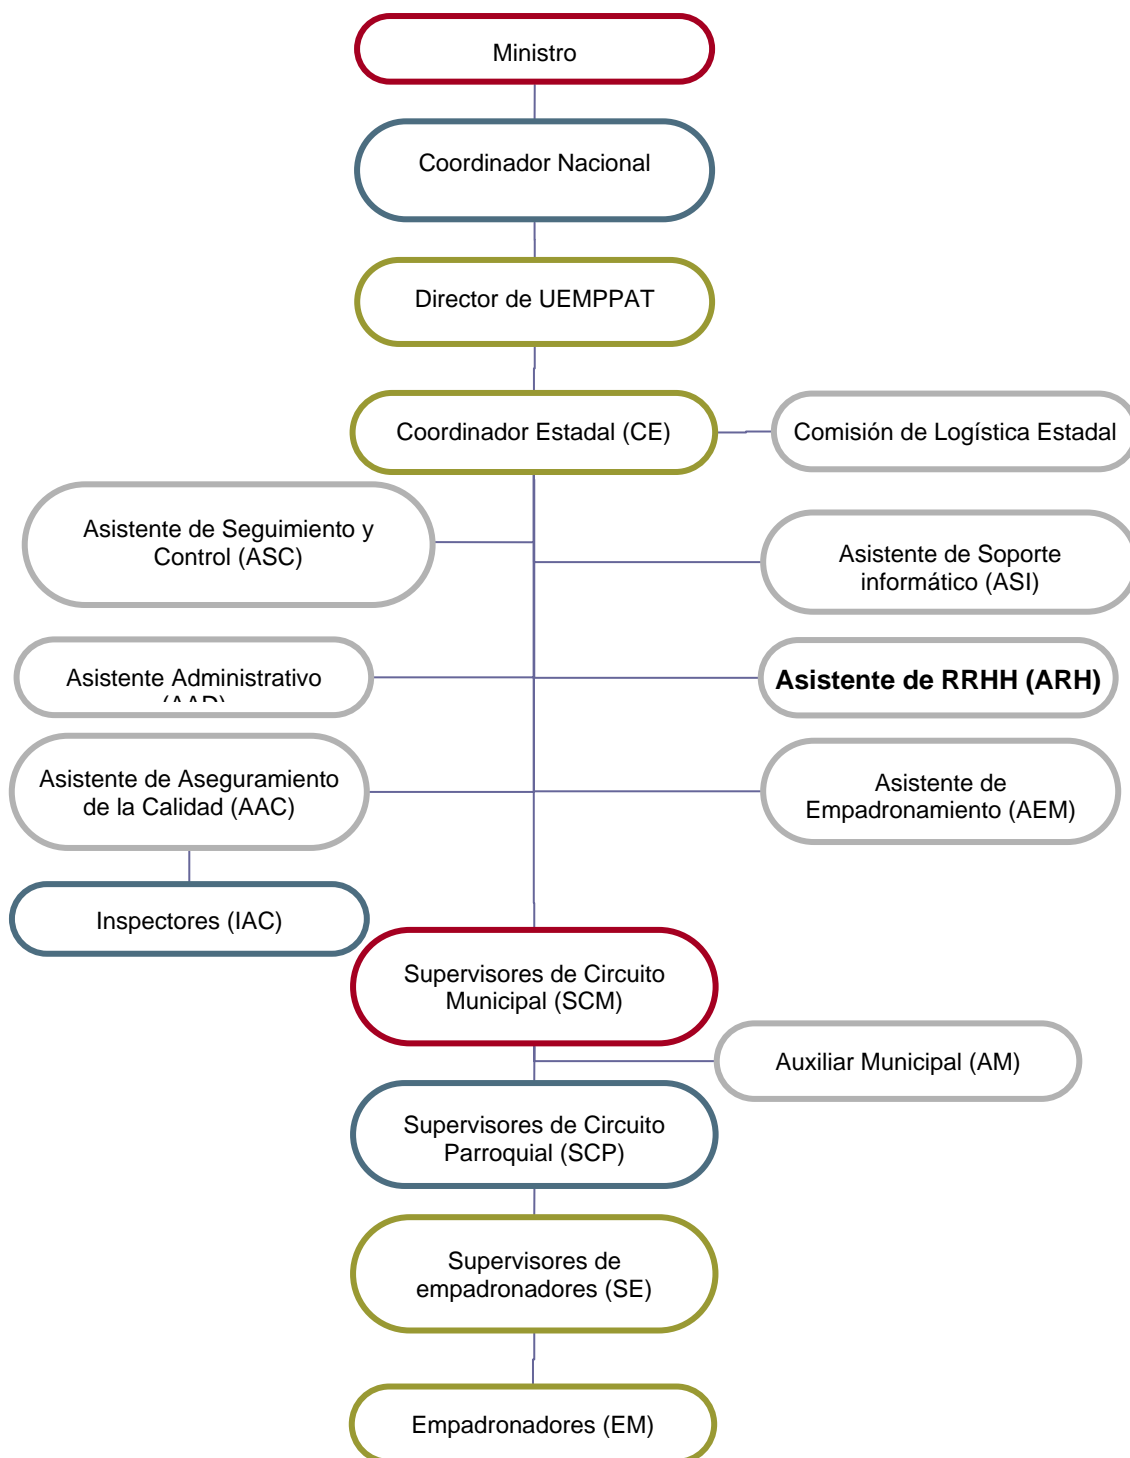 Ministro
Coordinador Nacional
Director de UEMPPAT
Coordinador Estadal (CE)
Comisión de Logística Estadal
Asistente de Seguimiento y
Control (ASC)
Asistente de Soporte
informático (ASI)
Asistente Administrativo
Asistente de RRHH (ARH)
Asistente de Aseguramiento
de la Calidad (AAC)
Asistente de
Empadronamiento (AEM)
Inspectores (IAC)
Supervisores de Circuito
Municipal (SCM)
Auxiliar Municipal (AM)
Supervisores de Circuito
Parroquial (SCP)
Supervisores de
empadronadores (SE)
Empadronadores (EM)